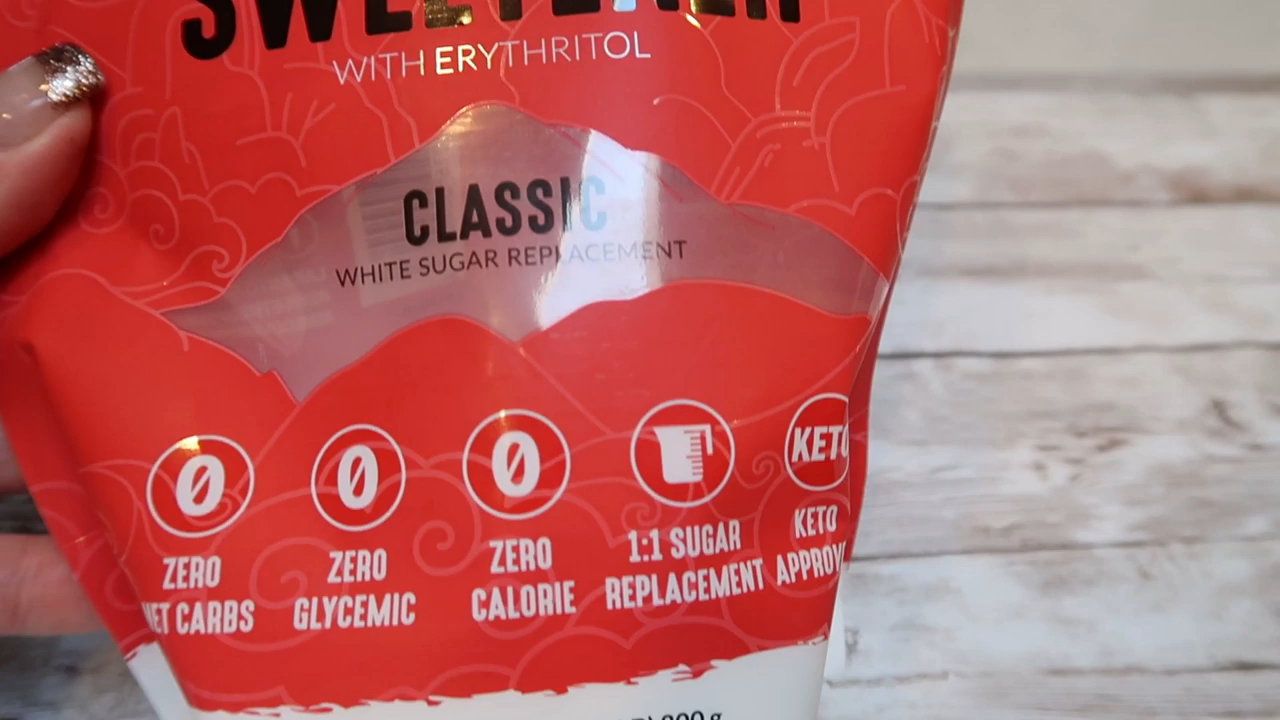 SWEETENER
WITH ERYTHRITOL
CLASSIC
WHITE SUGAR REPLACEMENT
0
0
0
KETO
ZERO
NET CARBS
ZERO
GLYCEMIC
ZERO
CALORIE
1:1 SUGAR
REPLACEMENT
KETO